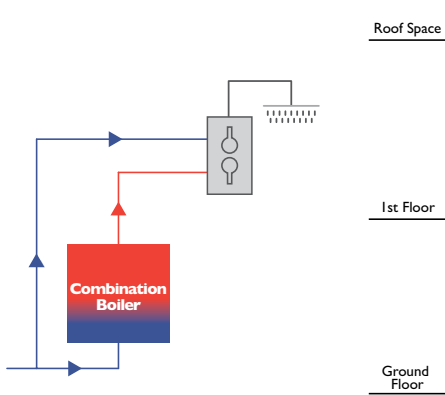 Roof Space
1st Floor
Combination
Boiler
Ground
Floor